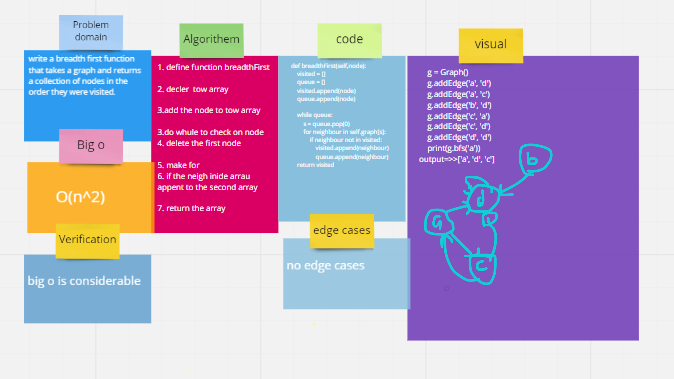 Problem
domain
write a breadth first function
that takes a graph and returns
a collection of nodes in the
order they were visited.
Big o
O(n^2)
Verification
big o is considerable
Algorithem
1. define function breadthFirst
2. decler tow array
3.add the node to tow array
3.do whule to check on node
4. delete the first node
5. make for
6. if the neigh inide arrau
appent to the second array
7. return the array
code
def breadthFirst(self,node):
visited = []
queue = []
visited.append(node)
queue.append(node)
while queue:
s = queue.pop(0)
for neighbour in self.graph[s]:
if neighbour not in visited:
visited.append(neighbour)
queue.append(neighbour)
return visited
edge cases
no edge cases
visual
g = Graph()
g.addEdge('a', 'd')
g.addEdge('a', 'c')
g.addEdge('b', 'd')
g.addEdge('c', 'a')
g.addEdge('c', 'd')
g.addEdge('d', 'd')
print(g.bfs('a'))
output=>>['a', 'd', 'c']
b
d
a
c